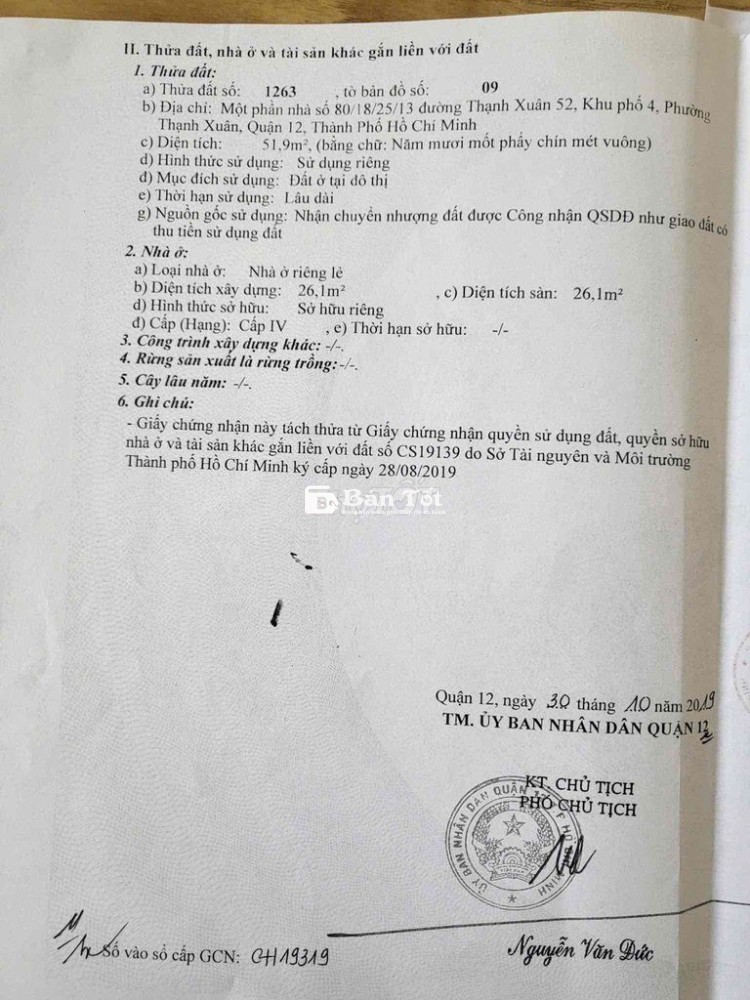 II. Thửa đất, nhà ở và tài sản khác gắn liền với đất
1. Thửa đất:
a) Thửa đất số: 1263 , tờ bản đồ số: 09
b) Địa chỉ: Một phần nhà số 80/18/25/13 đường Thạnh Xuân 52, Khu phố 4, Phường
Thạnh Xuân, Quận 12, Thành Phố Hồ Chí Minh
c) Diện tích: 51,9m², (bằng chữ: Năm mươi mốt phẩy chín mét vuông)
d) Hình thức sử dụng: Sử dụng riêng
đ) Mục đích sử dụng: Đất ở tại đô thị
e) Thời hạn sử dụng: Lâu dài
g) Nguồn gốc sử dụng: Nhận chuyển nhượng đất được Công nhận QSDĐ như giao đất có
thu tiền sử dụng đất
2. Nhà ở:
a) Loại nhà ở: Nhà ở riêng lẻ
b) Diện tích xây dựng: 26,1m² , c) Diện tích sàn: 26,1m²
d) Hình thức sở hữu: Sở hữu riêng
đ) Cấp (Hạng): Cấp IV , e) Thời hạn sở hữu: -/-
3. Công trình xây dựng khác: -/-.
4. Rừng sản xuất là rừng trồng: -/-.
5. Cây lâu năm: -/-.
6. Ghi chú:
- Giấy chứng nhận này tách thửa từ Giấy chứng nhận quyền sử dụng đất, quyền sở hữu
nhà ở và tài sản khác gắn liền với đất số CS19139 do Sở Tài nguyên và Môi trường
Thành phố Hồ Chí Minh ký cấp ngày 28/08/2019
Bán Tốt
Quận 12, ngày 30 tháng 10 năm 2019
TM. ỦY BAN NHÂN DÂN QUẬN 12
KT. CHỦ TỊCH
PHÓ CHỦ TỊCH
ỦY BAN NHÂN DÂN QUẬN 12 T.P HỒ CHÍ MINH
Nguyễn Văn Đức
Số vào sổ cấp GCN: CH19319